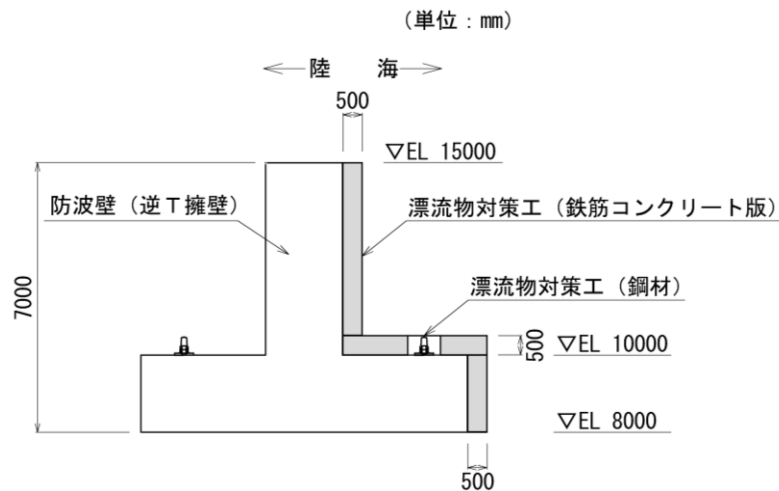 （単位：mm）
陸 海
500
▽EL 15000
防波壁（逆Ｔ擁壁）
漂流物対策工（鉄筋コンクリート版）
7000
漂流物対策工（鋼材）
500
▽EL 10000
▽EL 8000
500